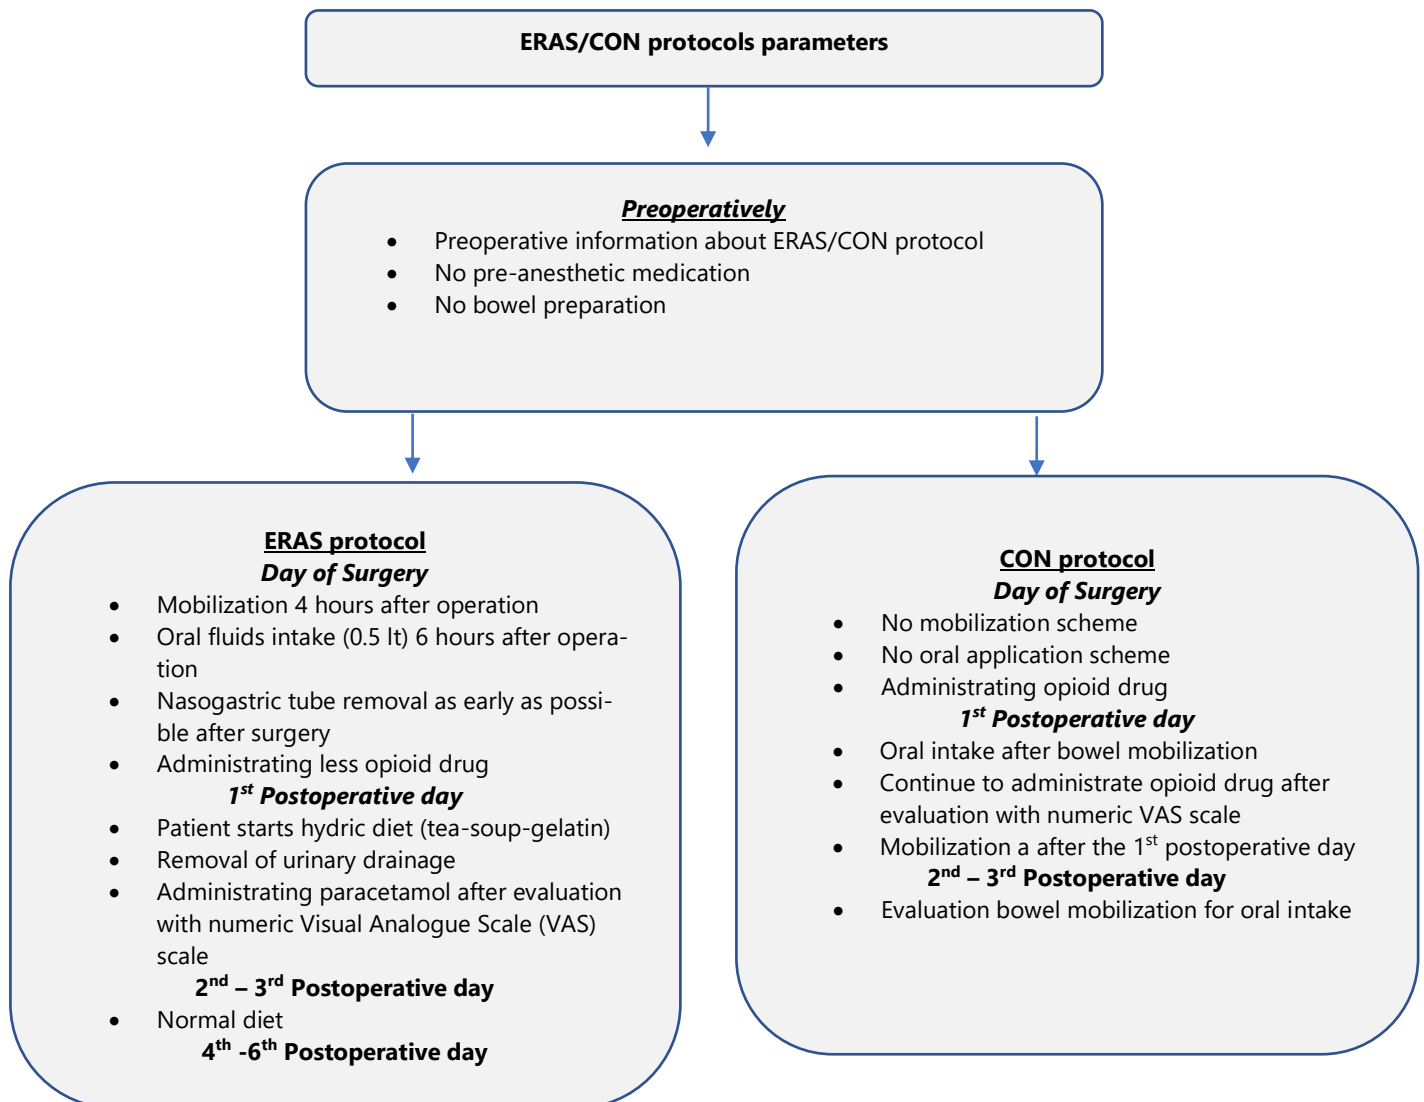 ERAS/CON protocols parameters
Preoperatively
• Preoperative information about ERAS/CON protocol
• No pre-anesthetic medication
• No bowel preparation
ERAS protocol
Day of Surgery
• Mobilization 4 hours after operation
• Oral fluids intake (0.5 lt) 6 hours after opera-
tion
• Nasogastric tube removal as early as possi-
ble after surgery
• Administrating less opioid drug
1st Postoperative day
• Patient starts hydric diet (tea-soup-gelatin)
• Removal of urinary drainage
• Administrating paracetamol after evaluation
with numeric Visual Analogue Scale (VAS)
scale
2nd – 3rd Postoperative day
• Normal diet
4th -6th Postoperative day
CON protocol
Day of Surgery
• No mobilization scheme
• No oral application scheme
• Administrating opioid drug
1st Postoperative day
• Oral intake after bowel mobilization
• Continue to administrate opioid drug after
evaluation with numeric VAS scale
• Mobilization a after the 1st postoperative day
2nd – 3rd Postoperative day
• Evaluation bowel mobilization for oral intake